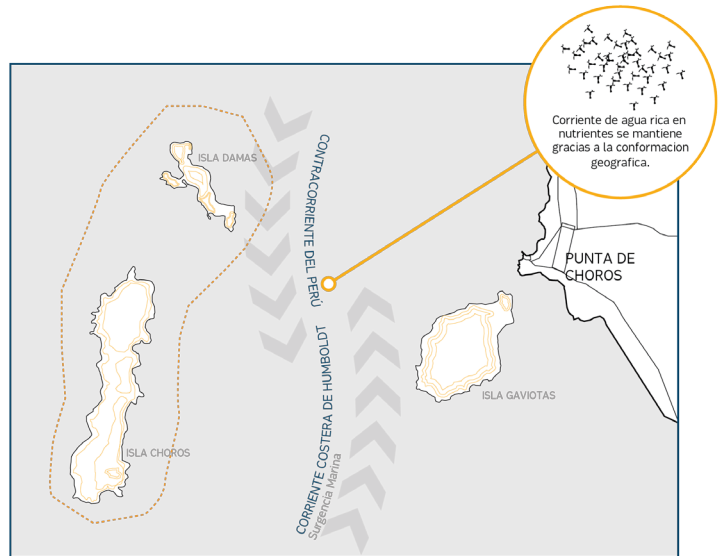 Corriente de agua rica en
nutrientes se mantiene
gracias a la conformacion
geografica.
ISLA DAMAS
CONTRACORRIENTE DEL PERÚ
PUNTA DE
CHOROS
CORRIENTE COSTERA DE HUMBOLDT
Surgencia Marina
ISLA GAVIOTAS
ISLA CHOROS